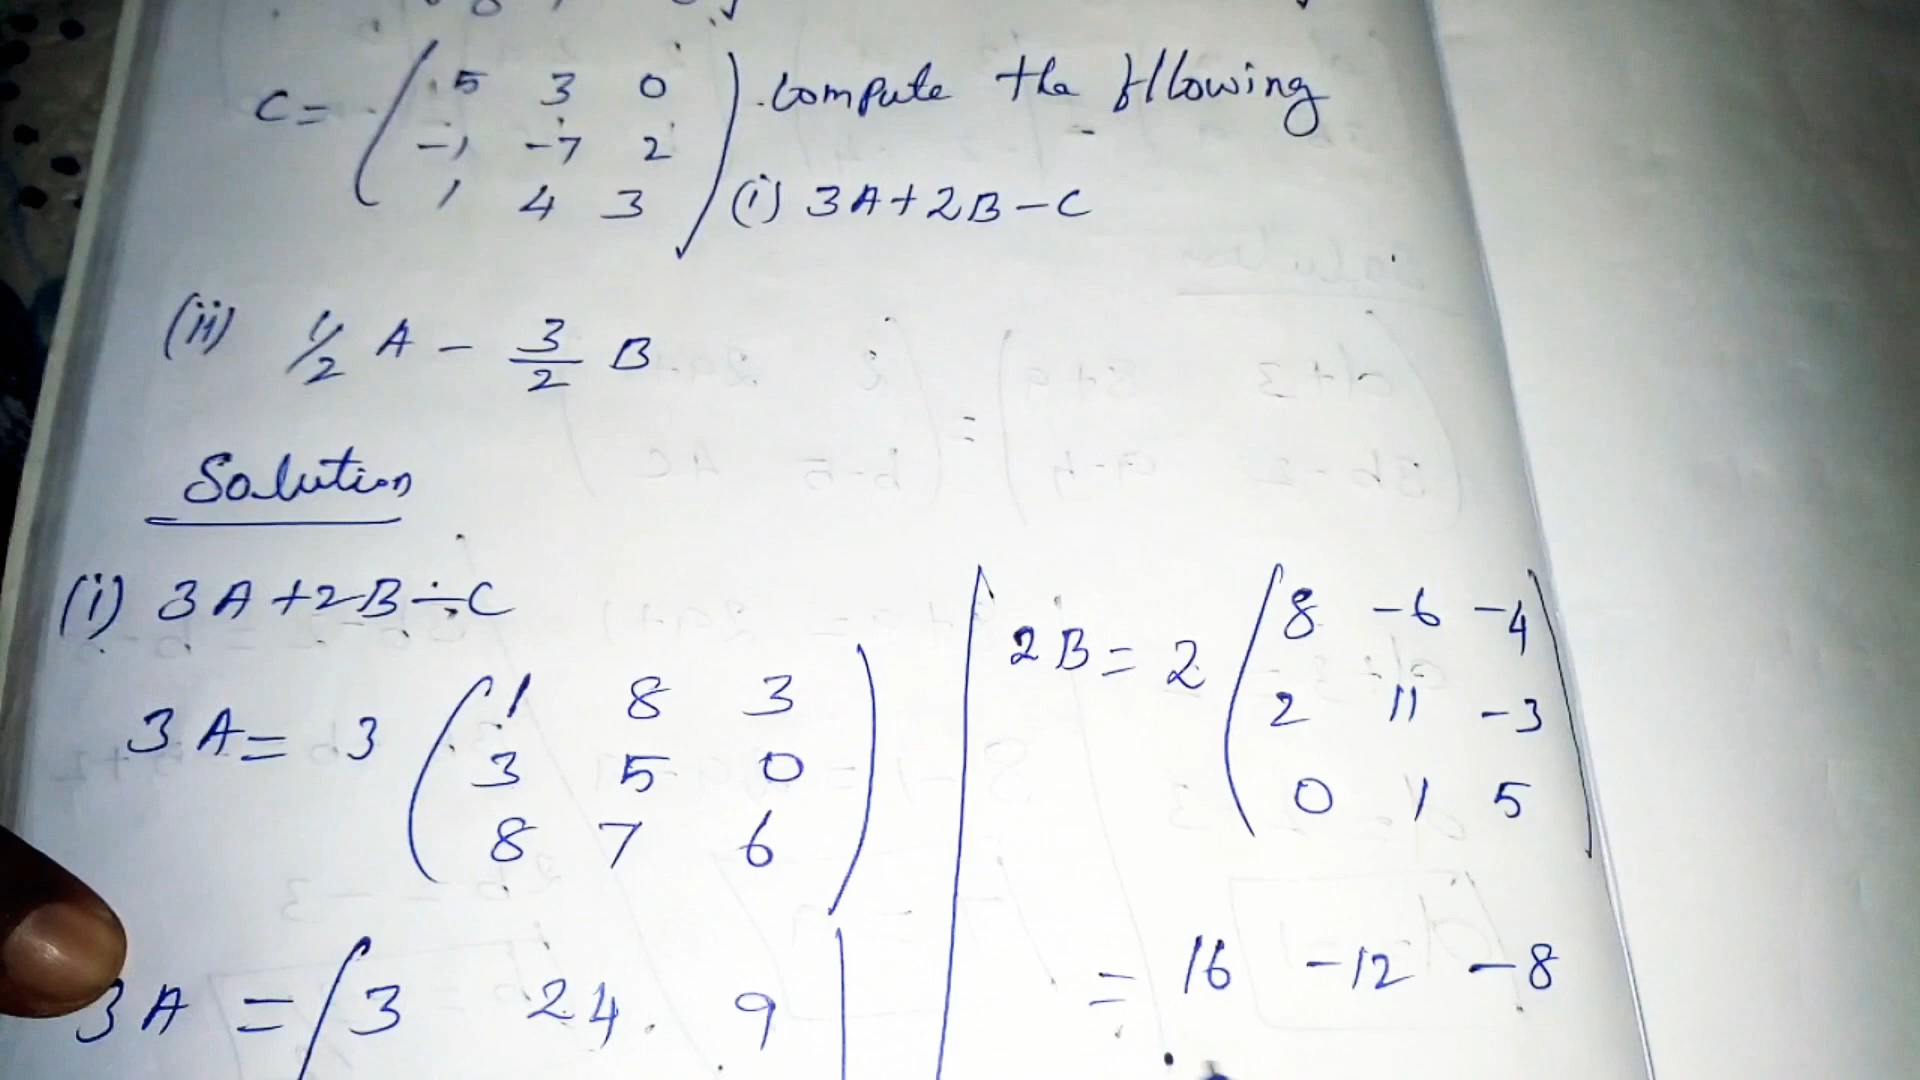 C = ( 5 3 0
-1 -7 2
1 4 3 ) . compute the fllowing
(i) 3A+2B-C
(ii) 1/2 A - 3/2 B
Solution
(i) 3A+2B-C
3A = 3 ( 1 8 3
3 5 0
8 7 6 )
3A = ( 3 24. 9
2B = 2 ( 8 -6 -4
2 11 -3
0 1 5 )
= 16 -12 -8